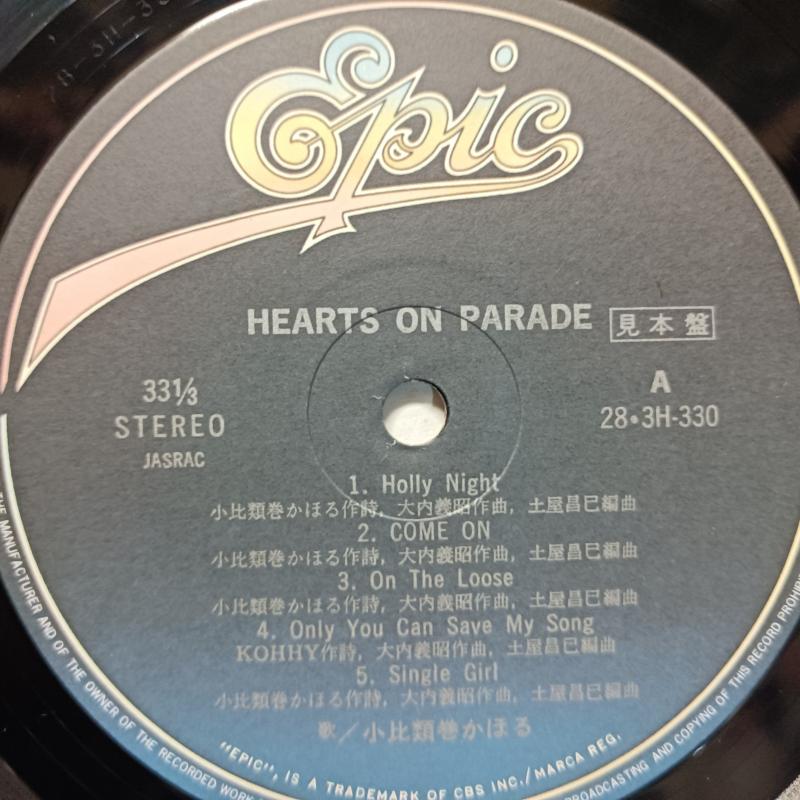 Epic
HEARTS ON PARADE 見本盤
33⅓
STEREO
JASRAC
A
28•3H-330
1. Holly Night
小比類巻かほる作詩, 大内義昭作曲, 土屋昌巳編曲
2. COME ON
小比類巻かほる作詩, 大内義昭作曲, 土屋昌巳編曲
3. On The Loose
小比類巻かほる作詩, 大内義昭作曲, 土屋昌巳編曲
4. Only You Can Save My Song
KOHHY作詩, 大内義昭作曲, 土屋昌巳編曲
5. Single Girl
小比類巻かほる作詩, 大内義昭作曲, 土屋昌巳編曲
歌／小比類巻かほる
"EPIC", IS A TRADEMARK OF CBS INC./MARCA REG.
THE MANUFACTURER AND OF THE OWNER OF THE RECORDED WORK
BROADCASTING AND COPYING OF THIS RECORD